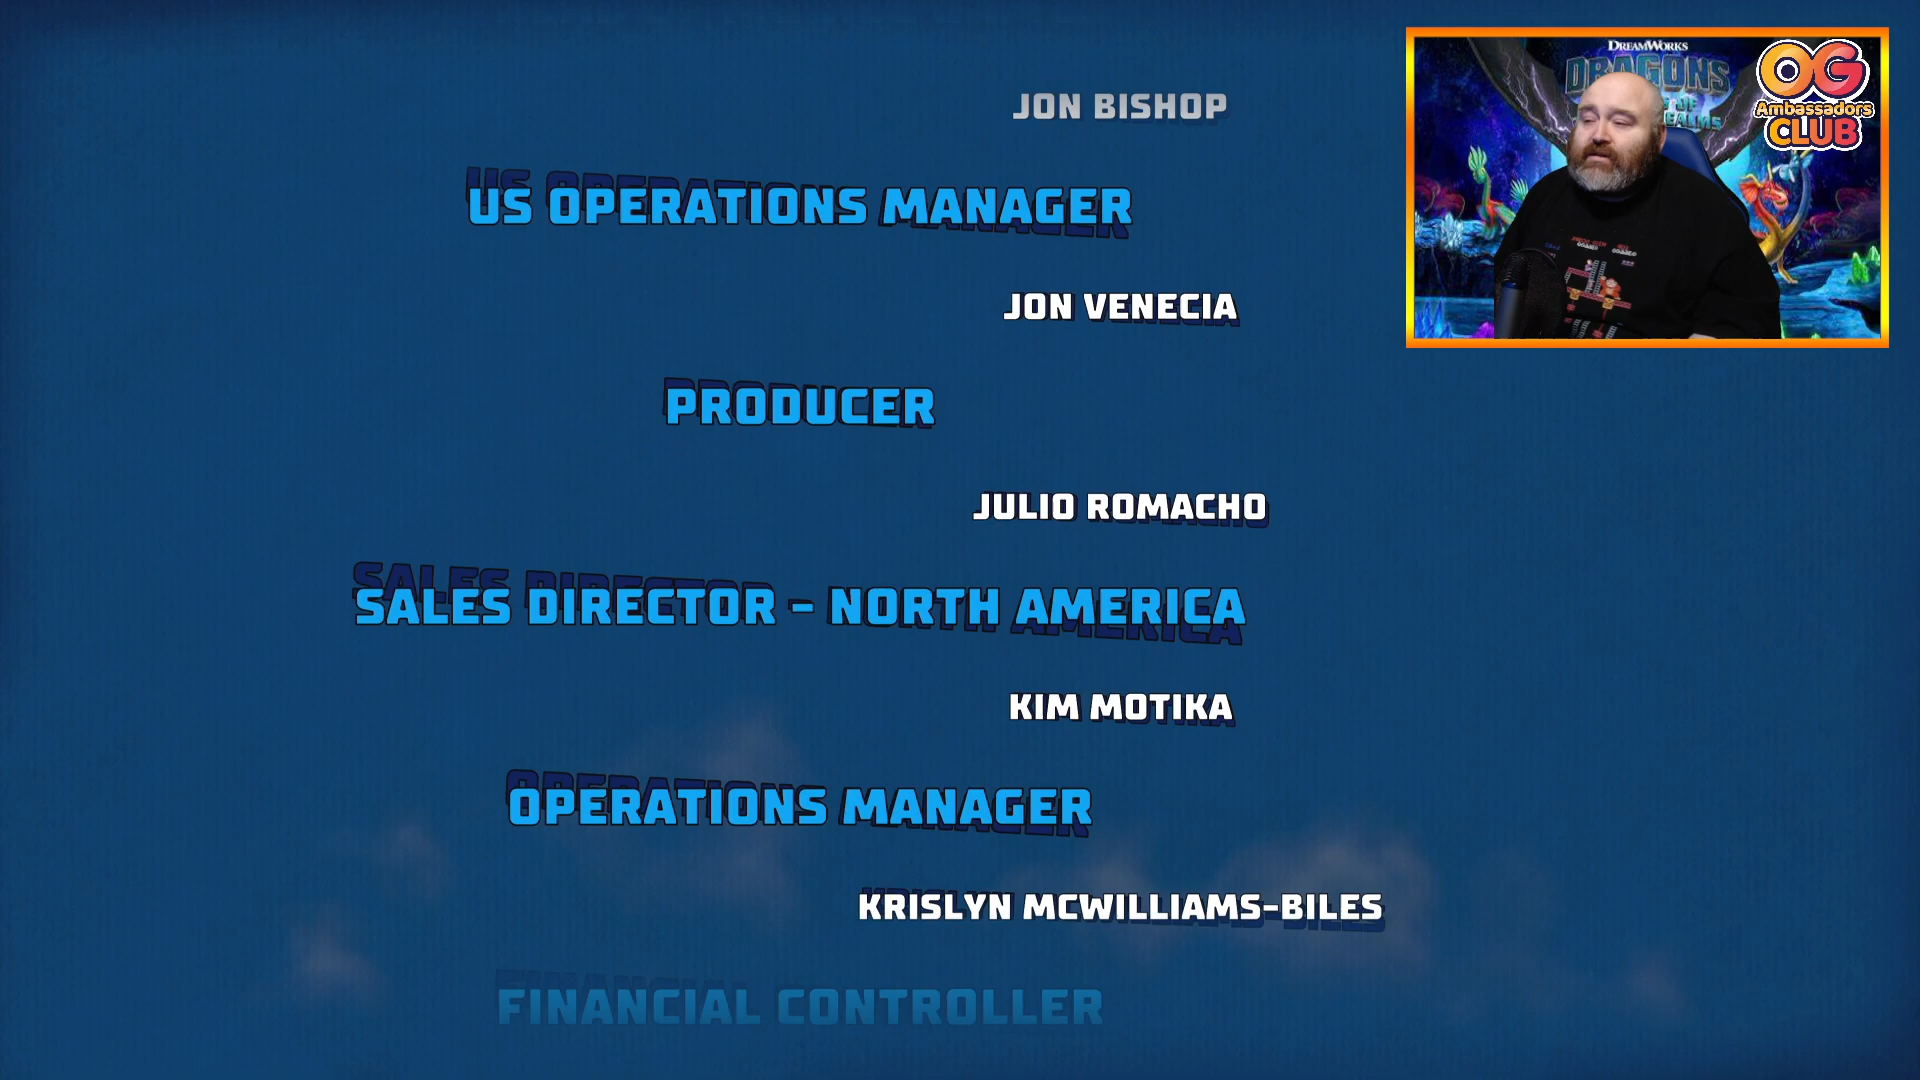 JON BISHOP
US OPERATIONS MANAGER
JON VENECIA
PRODUCER
JULIO ROMACHO
SALES DIRECTOR - NORTH AMERICA
KIM MOTIKA
OPERATIONS MANAGER
KRISLYN MCWILLIAMS-BILES
FINANCIAL CONTROLLER
DREAMWORKS
DRAGONS
OF
OG
Ambassadors
CLUB